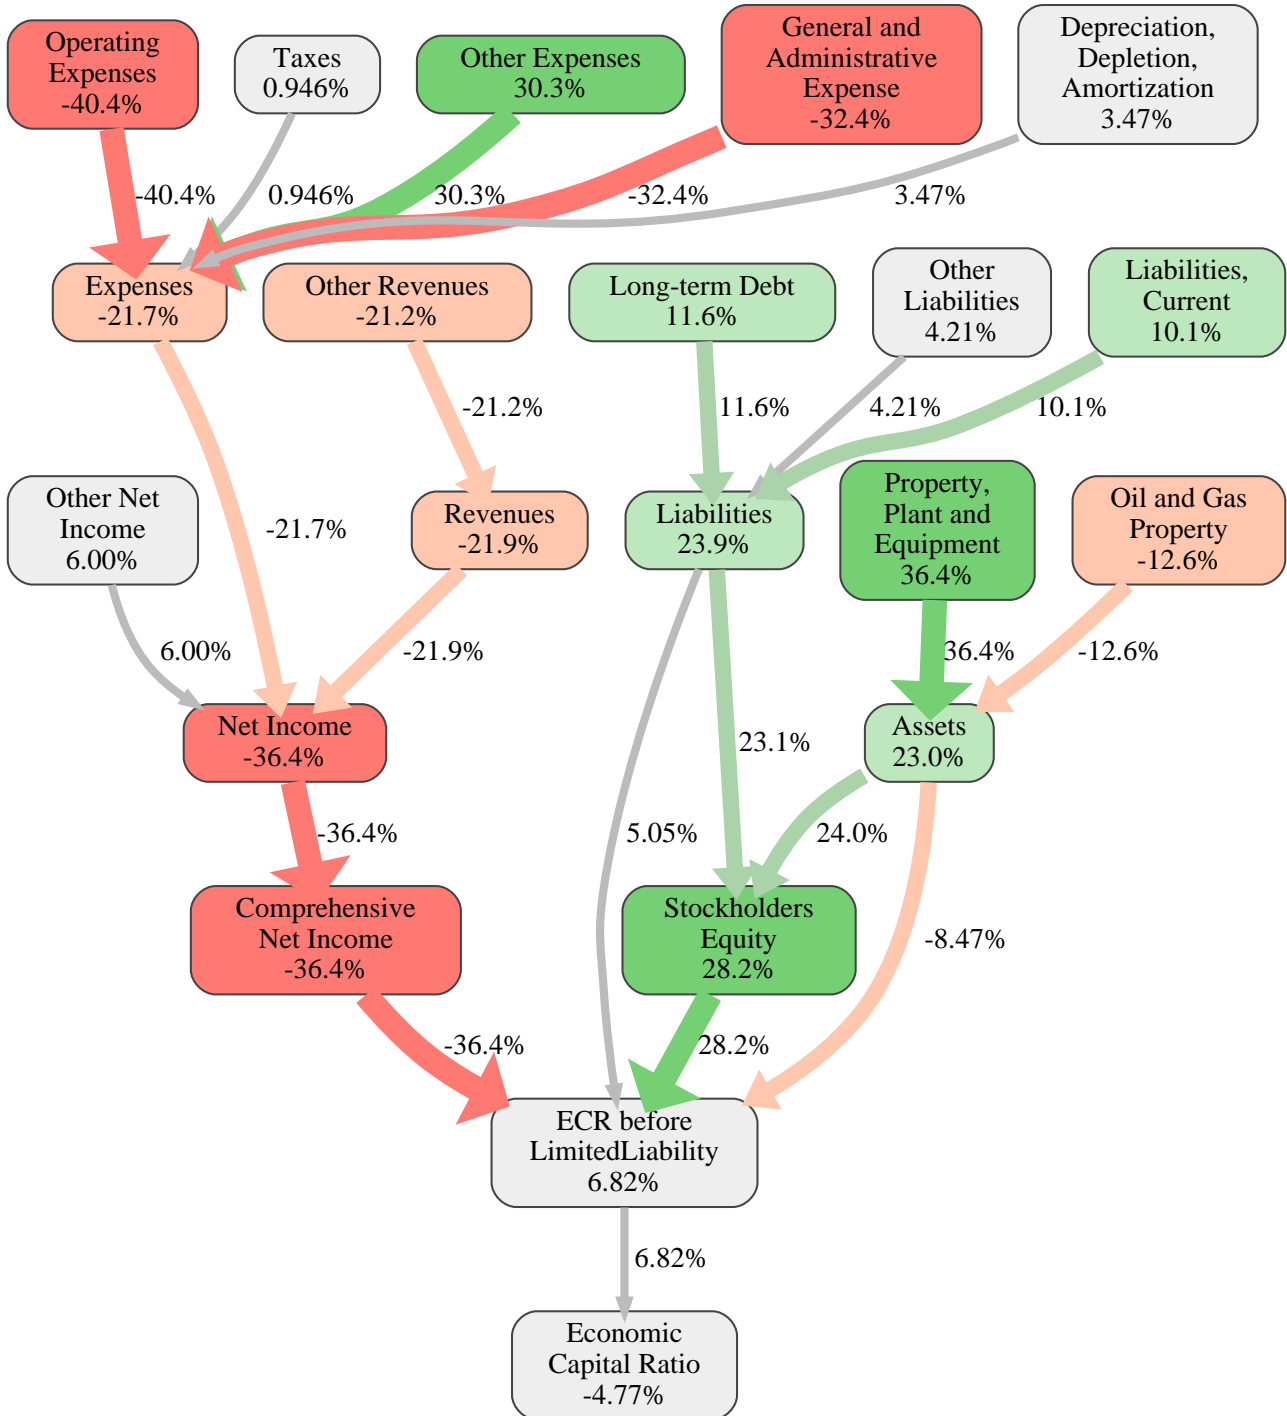 Operating
Expenses
-40.4%
Taxes
0.946%
Other Expenses
30.3%
General and
Administrative
Expense
-32.4%
Depreciation,
Depletion,
Amortization
3.47%
-40.4%
0.946%
30.3%
-32.4%
3.47%
Expenses
-21.7%
Other Revenues
-21.2%
Long-term Debt
11.6%
Other
Liabilities
4.21%
Liabilities,
Current
10.1%
-21.2%
11.6%
4.21%
10.1%
Other Net
Income
6.00%
-21.7%
Revenues
-21.9%
Liabilities
23.9%
Property,
Plant and
Equipment
36.4%
Oil and Gas
Property
-12.6%
6.00%
-21.9%
36.4%
-12.6%
Net Income
-36.4%
23.1%
Assets
23.0%
-36.4%
5.05%
24.0%
Comprehensive
Net Income
-36.4%
Stockholders
Equity
28.2%
-8.47%
-36.4%
28.2%
ECR before
LimitedLiability
6.82%
6.82%
Economic
Capital Ratio
-4.77%